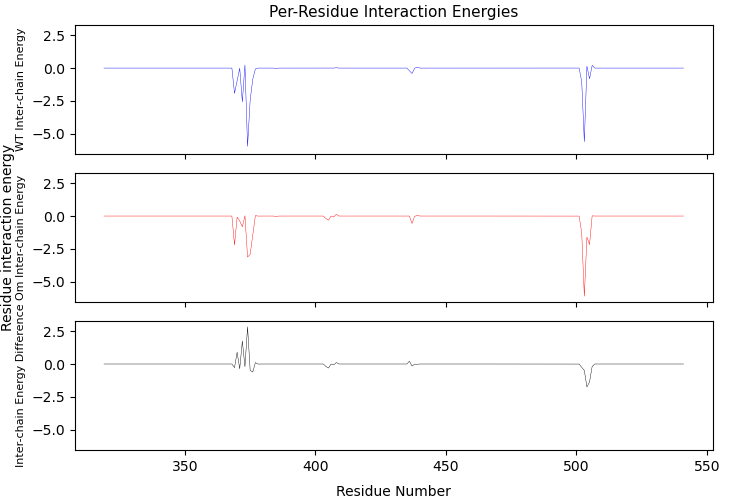 Per-Residue Interaction Energies
WT Inter-chain Energy
2.5
0.0
−2.5
−5.0
Residue interaction energy
Om Inter-chain Energy
2.5
0.0
−2.5
−5.0
Inter-chain Energy Difference
2.5
0.0
−2.5
−5.0
350
400
450
500
550
Residue Number